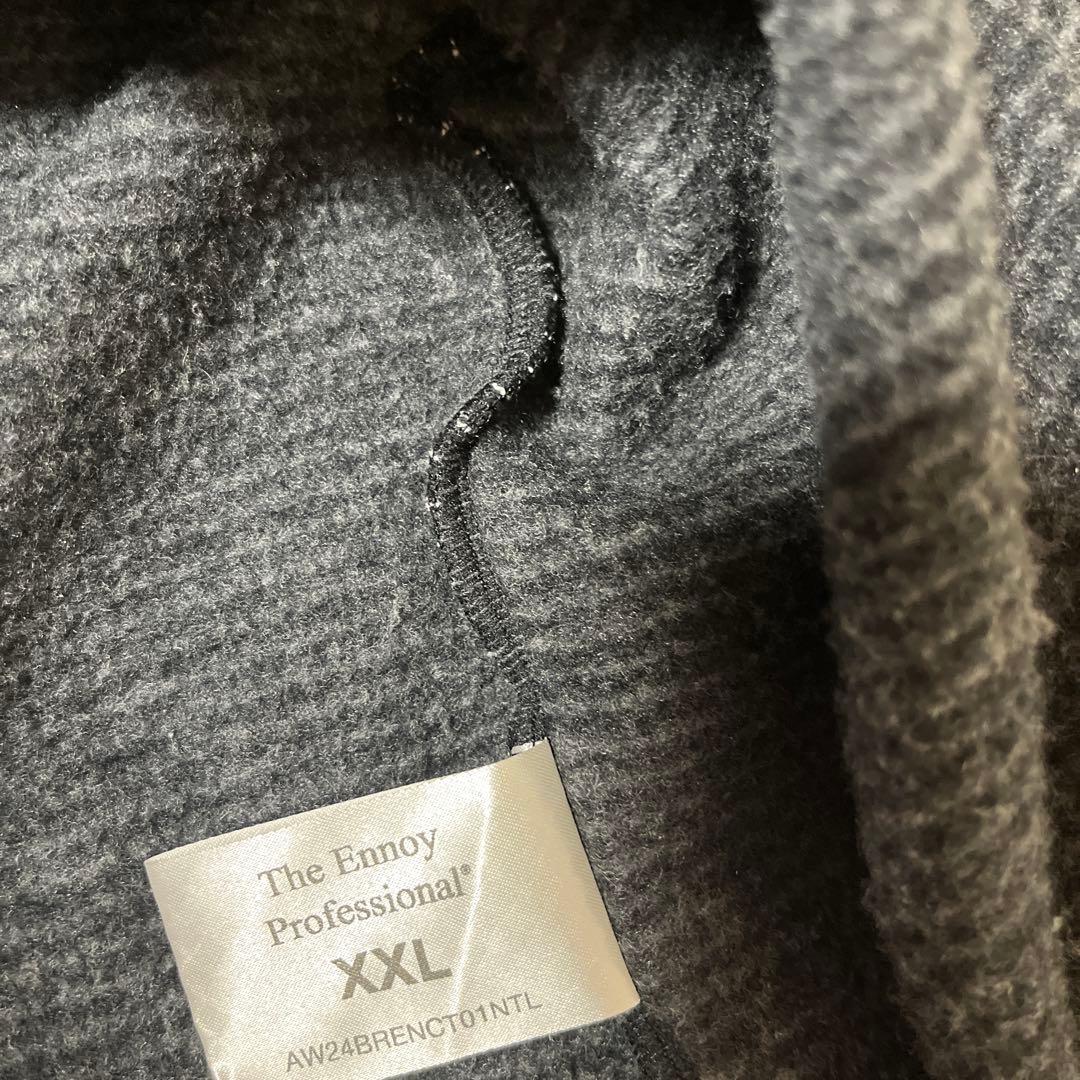 The Ennoy
Professional®
XXL
AW24BRENCT01NTL